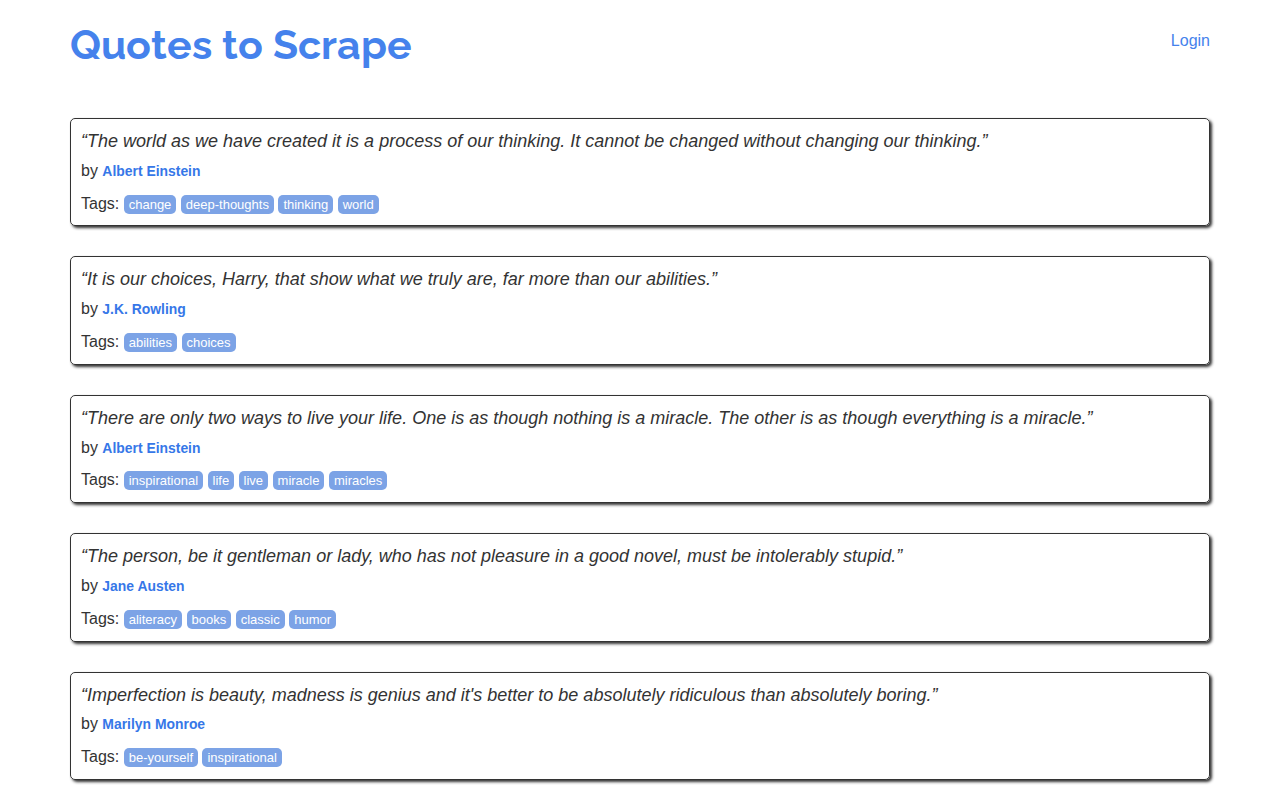 Quotes to Scrape
Login
“The world as we have created it is a process of our thinking. It cannot be changed without changing our thinking.”
by Albert Einstein
Tags: change deep-thoughts thinking world
“It is our choices, Harry, that show what we truly are, far more than our abilities.”
by J.K. Rowling
Tags: abilities choices
“There are only two ways to live your life. One is as though nothing is a miracle. The other is as though everything is a miracle.”
by Albert Einstein
Tags: inspirational life live miracle miracles
“The person, be it gentleman or lady, who has not pleasure in a good novel, must be intolerably stupid.”
by Jane Austen
Tags: aliteracy books classic humor
“Imperfection is beauty, madness is genius and it's better to be absolutely ridiculous than absolutely boring.”
by Marilyn Monroe
Tags: be-yourself inspirational